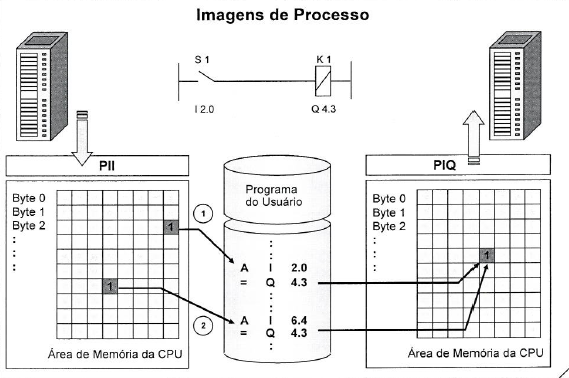 Imagens de Processo
S 1
K 1
I 2.0
Q 4.3
PII
PIQ
Byte 0
Byte 1
Byte 2
:
:
:
1
1
Área de Memória da CPU
1
2
Programa
do Usuário
:
:
A I 2.0
= Q 4.3
:
:
A I 6.4
= Q 4.3
:
Byte 0
Byte 1
Byte 2
:
:
:
1
Área de Memória da CPU